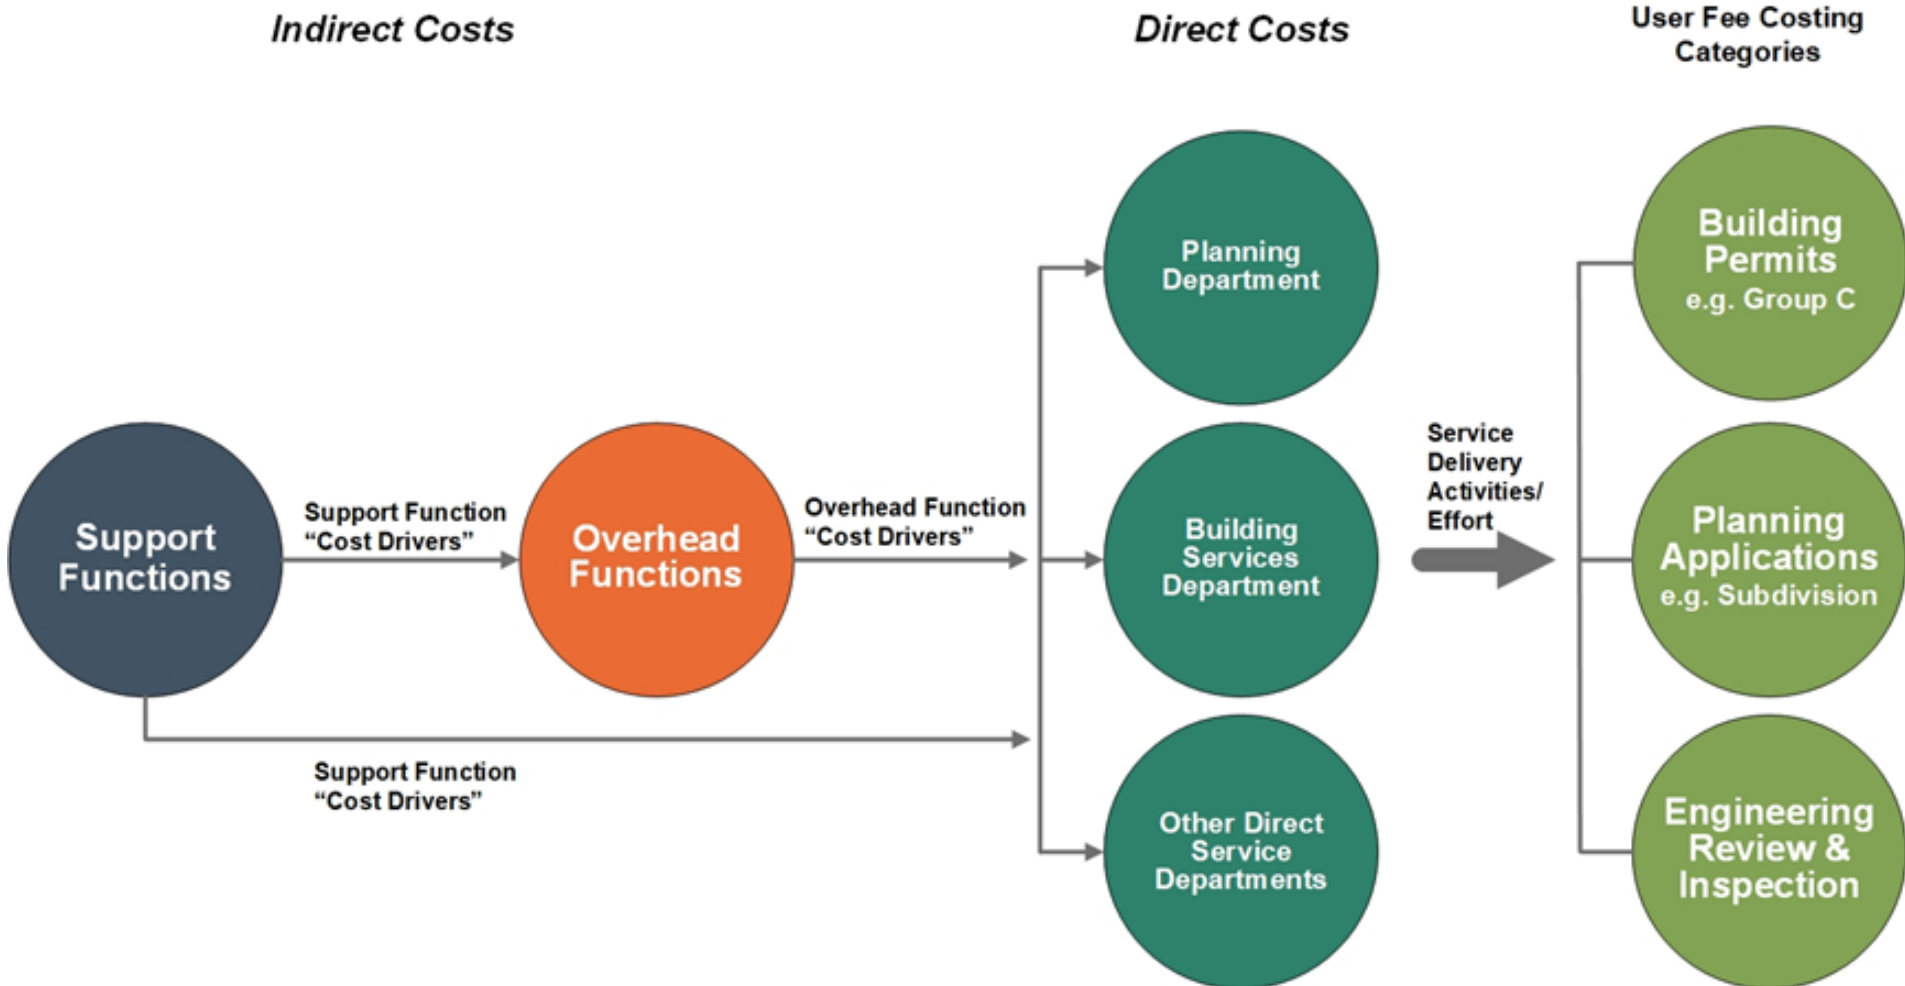 Indirect Costs
Direct Costs
User Fee Costing
Categories
Support
Functions
Support Function
“Cost Drivers”
Overhead
Functions
Overhead Function
“Cost Drivers”
Support Function
“Cost Drivers”
Planning
Department
Building
Services
Department
Other Direct
Service
Departments
Service
Delivery
Activities/
Effort
Building
Permits
e.g. Group C
Planning
Applications
e.g. Subdivision
Engineering
Review &
Inspection